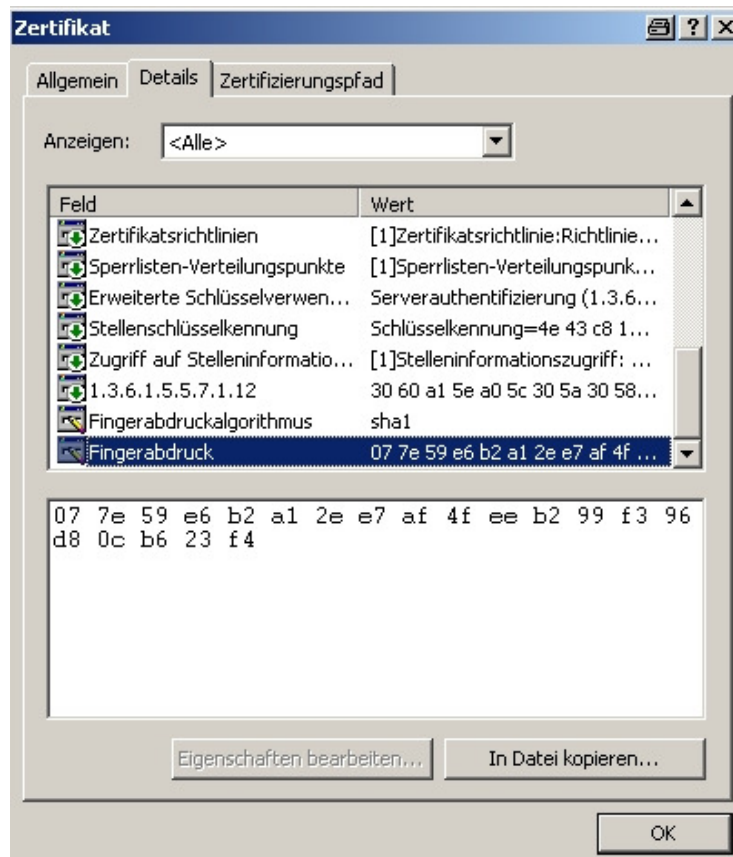 Zertifikat
Allgemein Details Zertifizierungspfad
Anzeigen: <Alle>
Feld Wert
Zertifikatsrichtlinien [1]Zertifikatsrichtlinie:Richtlinie...
Sperrlisten-Verteilungspunkte [1]Sperrlisten-Verteilungspunk...
Erweiterte Schlüsselverwen... Serverauthentifizierung (1.3.6...
Stellenschlüsselkennung Schlüsselkennung=4e 43 c8 1...
Zugriff auf Stelleninformatio... [1]Stelleninformationszugriff: ...
1.3.6.1.5.5.7.1.12 30 60 a1 5e a0 5c 30 5a 30 58...
Fingerabdruckalgorithmus sha1
Fingerabdruck 07 7e 59 e6 b2 a1 2e e7 af 4f ...
07 7e 59 e6 b2 a1 2e e7 af 4f ee b2 99 f3 96
d8 0c b6 23 f4
Eigenschaften bearbeiten... In Datei kopieren...
OK